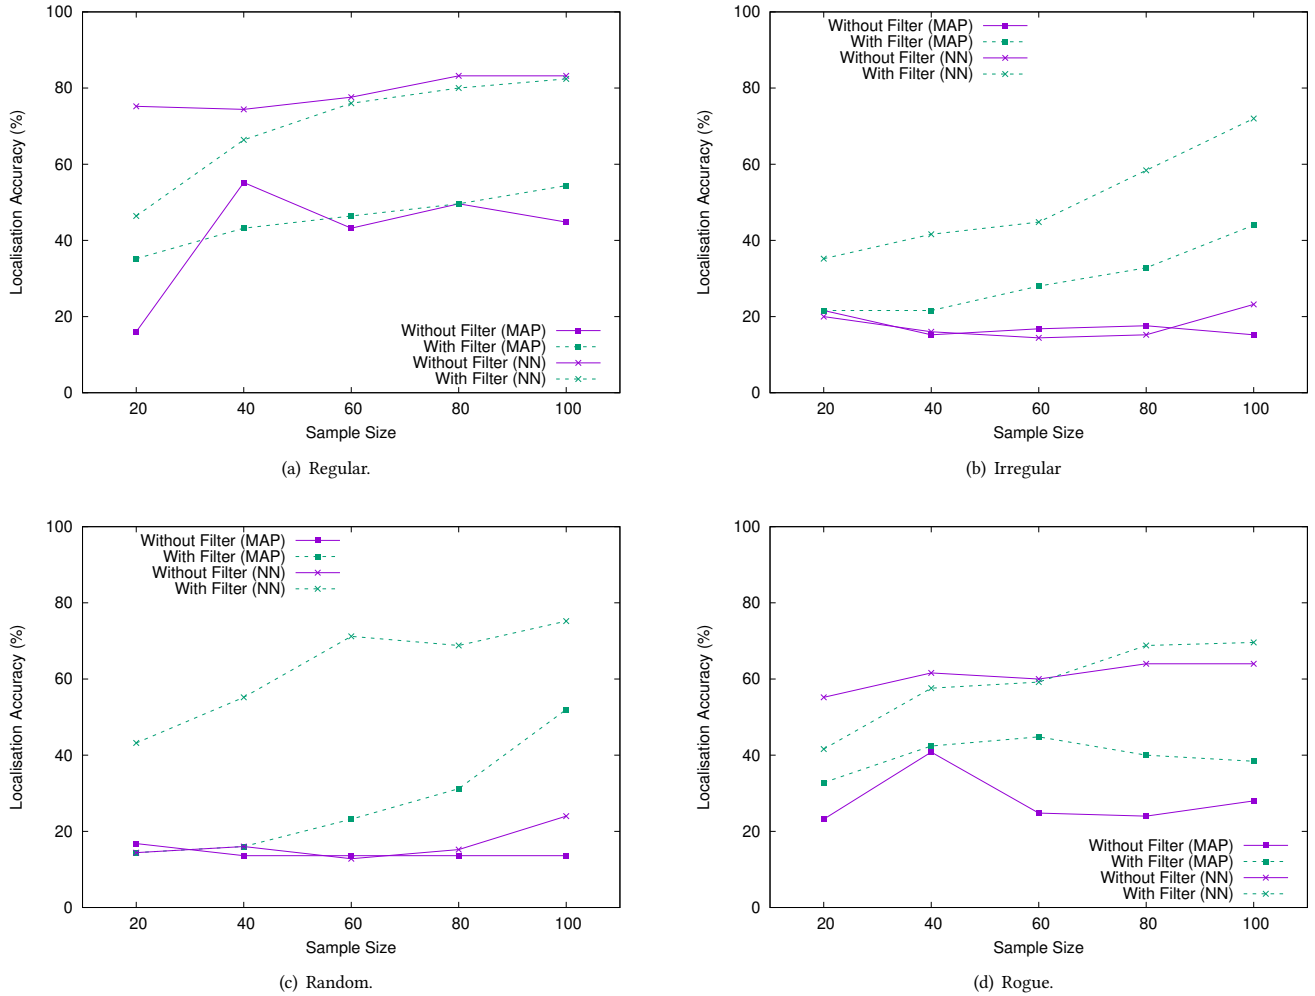 100
80
60
40
20
0
Localisation Accuracy (%)
Without Filter (MAP)
With Filter (MAP)
Without Filter (NN)
With Filter (NN)
20 40 60 80 100
Sample Size
(a) Regular.
100
80
60
40
20
0
Localisation Accuracy (%)
Without Filter (MAP)
With Filter (MAP)
Without Filter (NN)
With Filter (NN)
20 40 60 80 100
Sample Size
(b) Irregular
100
80
60
40
20
0
Localisation Accuracy (%)
Without Filter (MAP)
With Filter (MAP)
Without Filter (NN)
With Filter (NN)
20 40 60 80 100
Sample Size
(c) Random.
100
80
60
40
20
0
Localisation Accuracy (%)
Without Filter (MAP)
With Filter (MAP)
Without Filter (NN)
With Filter (NN)
20 40 60 80 100
Sample Size
(d) Rogue.